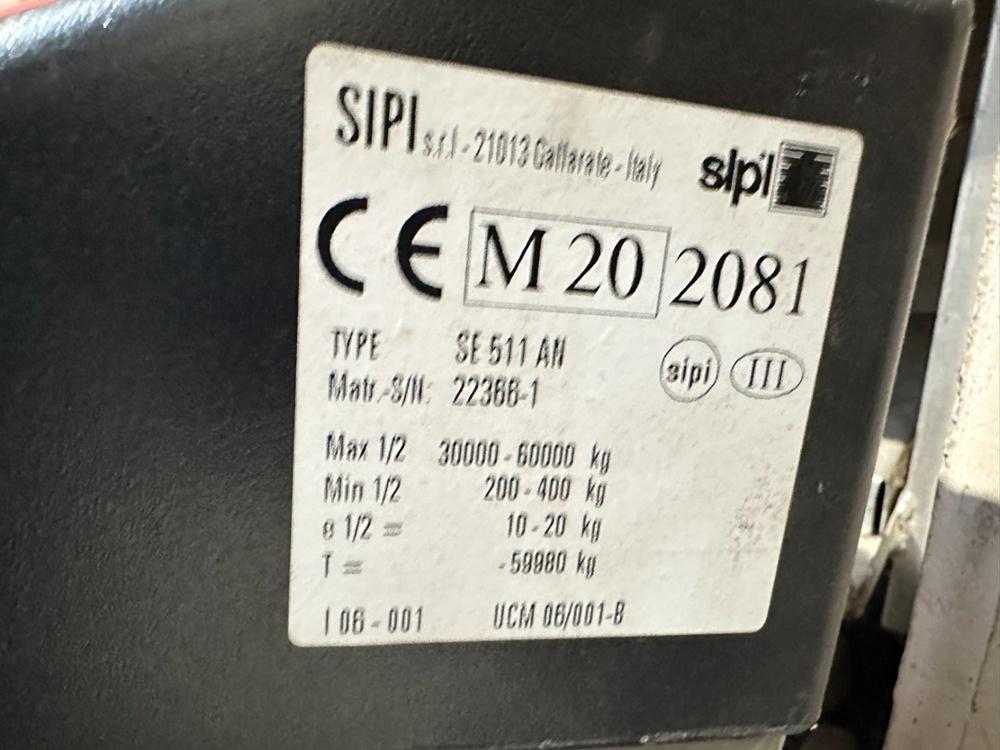 SIPI s.r.l - 21013 Gallarate - Italy sipi
CE M 20 2081
TYPE SE 511 AN sipi III
Matr.-S/N: 22366-1
Max 1/2 30000 - 60000 kg
Min 1/2 200 - 400 kg
e 1/2 = 10 - 20 kg
T = - 59980 kg
I 06 - 001 UCM 06/001-B